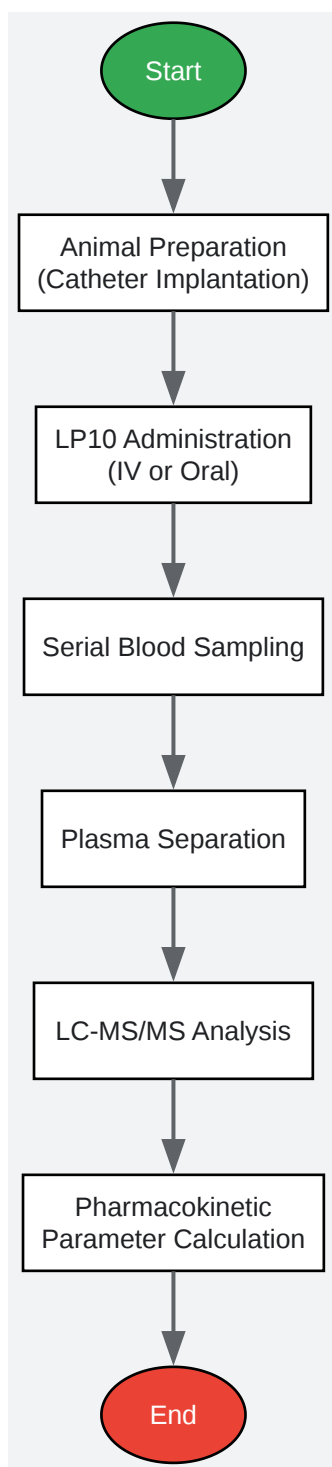 Start
Animal Preparation
(Catheter Implantation)
LP10 Administration
(IV or Oral)
Serial Blood Sampling
Plasma Separation
LC-MS/MS Analysis
Pharmacokinetic
Parameter Calculation
End